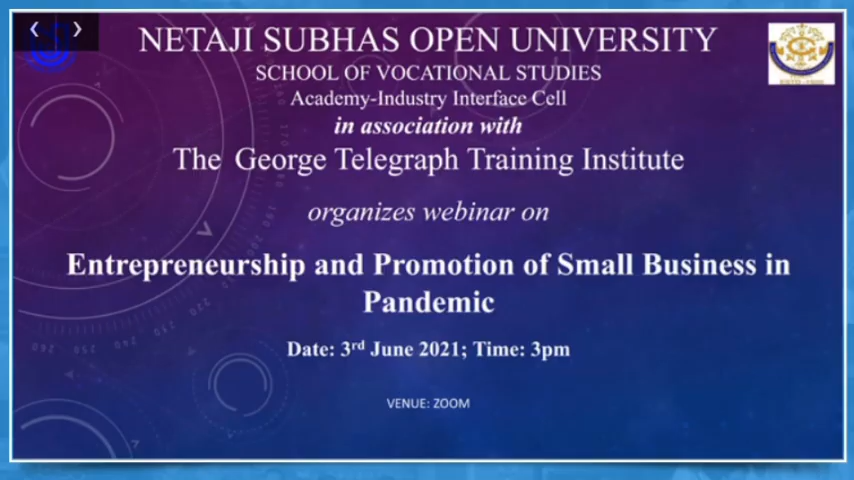 NETAJI SUBHAS OPEN UNIVERSITY
SCHOOL OF VOCATIONAL STUDIES
Academy-Industry Interface Cell
in association with
The George Telegraph Training Institute
organizes webinar on
Entrepreneurship and Promotion of Small Business in
Pandemic
Date: 3rd June 2021; Time: 3pm
VENUE: ZOOM